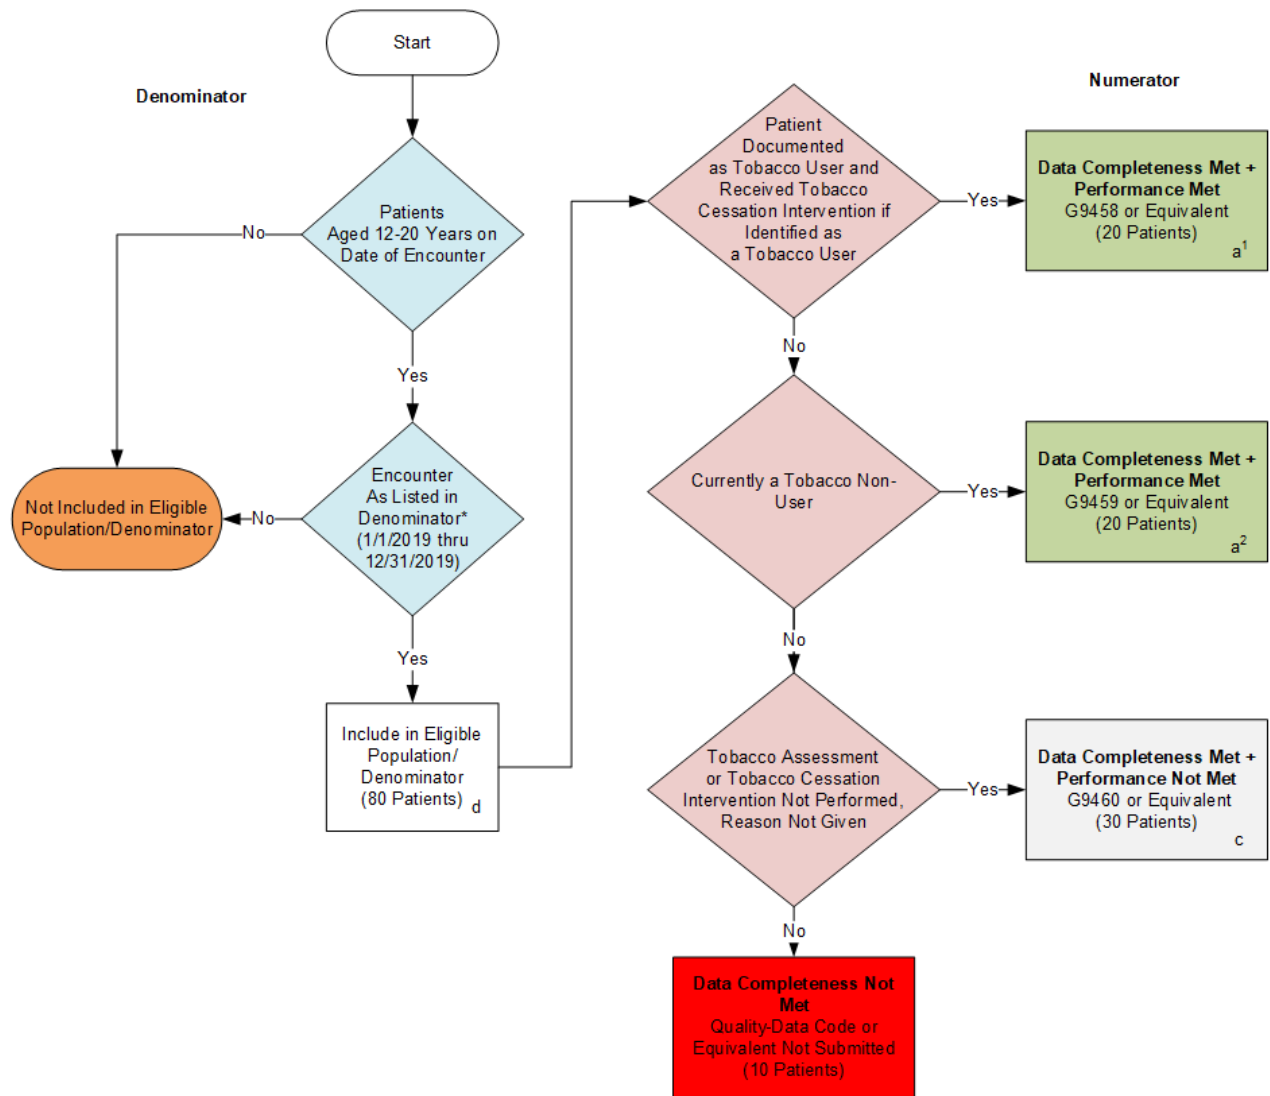 Start
Denominator
Numerator
Patients
Aged 12-20 Years on
Date of Encounter
No
Yes
Encounter
As Listed in
Denominator*
(1/1/2019 thru
12/31/2019)
No
Not Included in Eligible
Population/Denominator
Yes
Include in Eligible
Population/
Denominator
(80 Patients)
d
Patient
Documented
as Tobacco User and
Received Tobacco
Cessation Intervention if
Identified as
a Tobacco User
Yes
Data Completeness Met +
Performance Met
G9458 or Equivalent
(20 Patients)
a¹
No
Currently a Tobacco Non-
User
Yes
Data Completeness Met +
Performance Met
G9459 or Equivalent
(20 Patients)
a²
No
Tobacco Assessment
or Tobacco Cessation
Intervention Not Performed,
Reason Not Given
Yes
Data Completeness Met +
Performance Not Met
G9460 or Equivalent
(30 Patients)
c
No
Data Completeness Not
Met
Quality-Data Code or
Equivalent Not Submitted
(10 Patients)